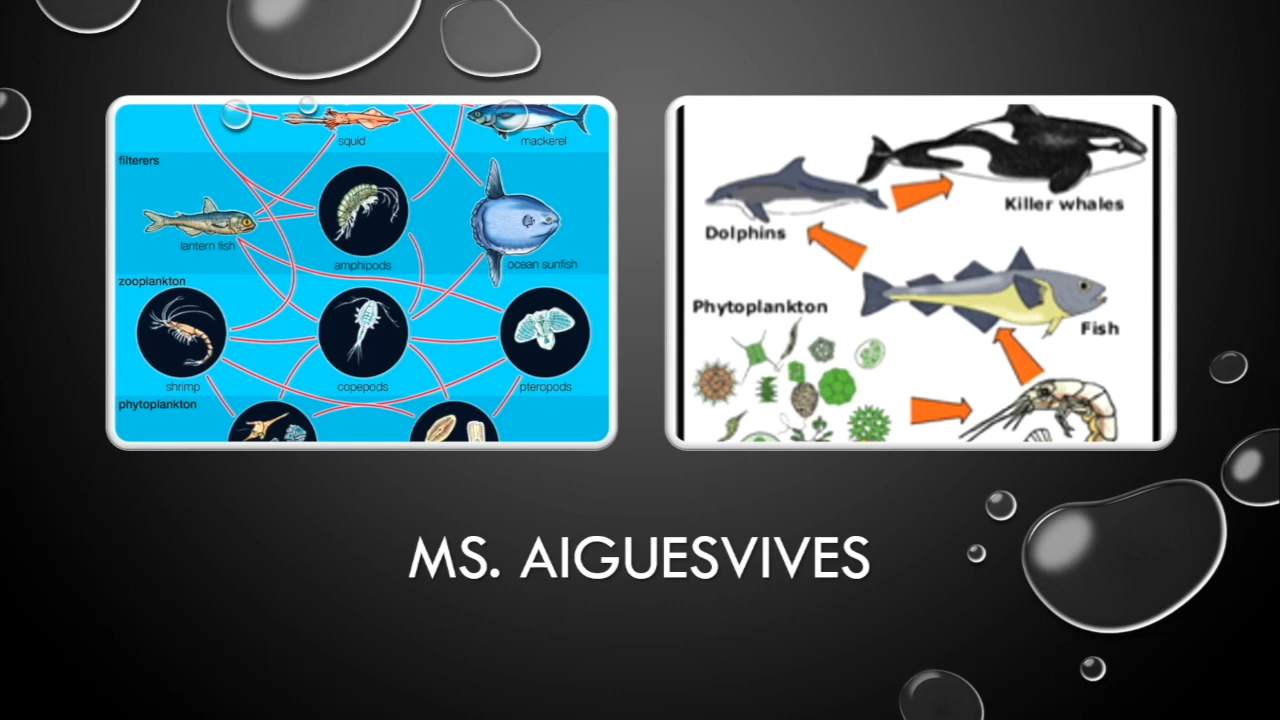 squid
mackerel
filterers
lantern fish
amphipods
ocean sunfish
zooplankton
shrimp
copepods
pteropods
phytoplankton
Killer whales
Dolphins
Phytoplankton
Fish
MS. AIGUESVIVES